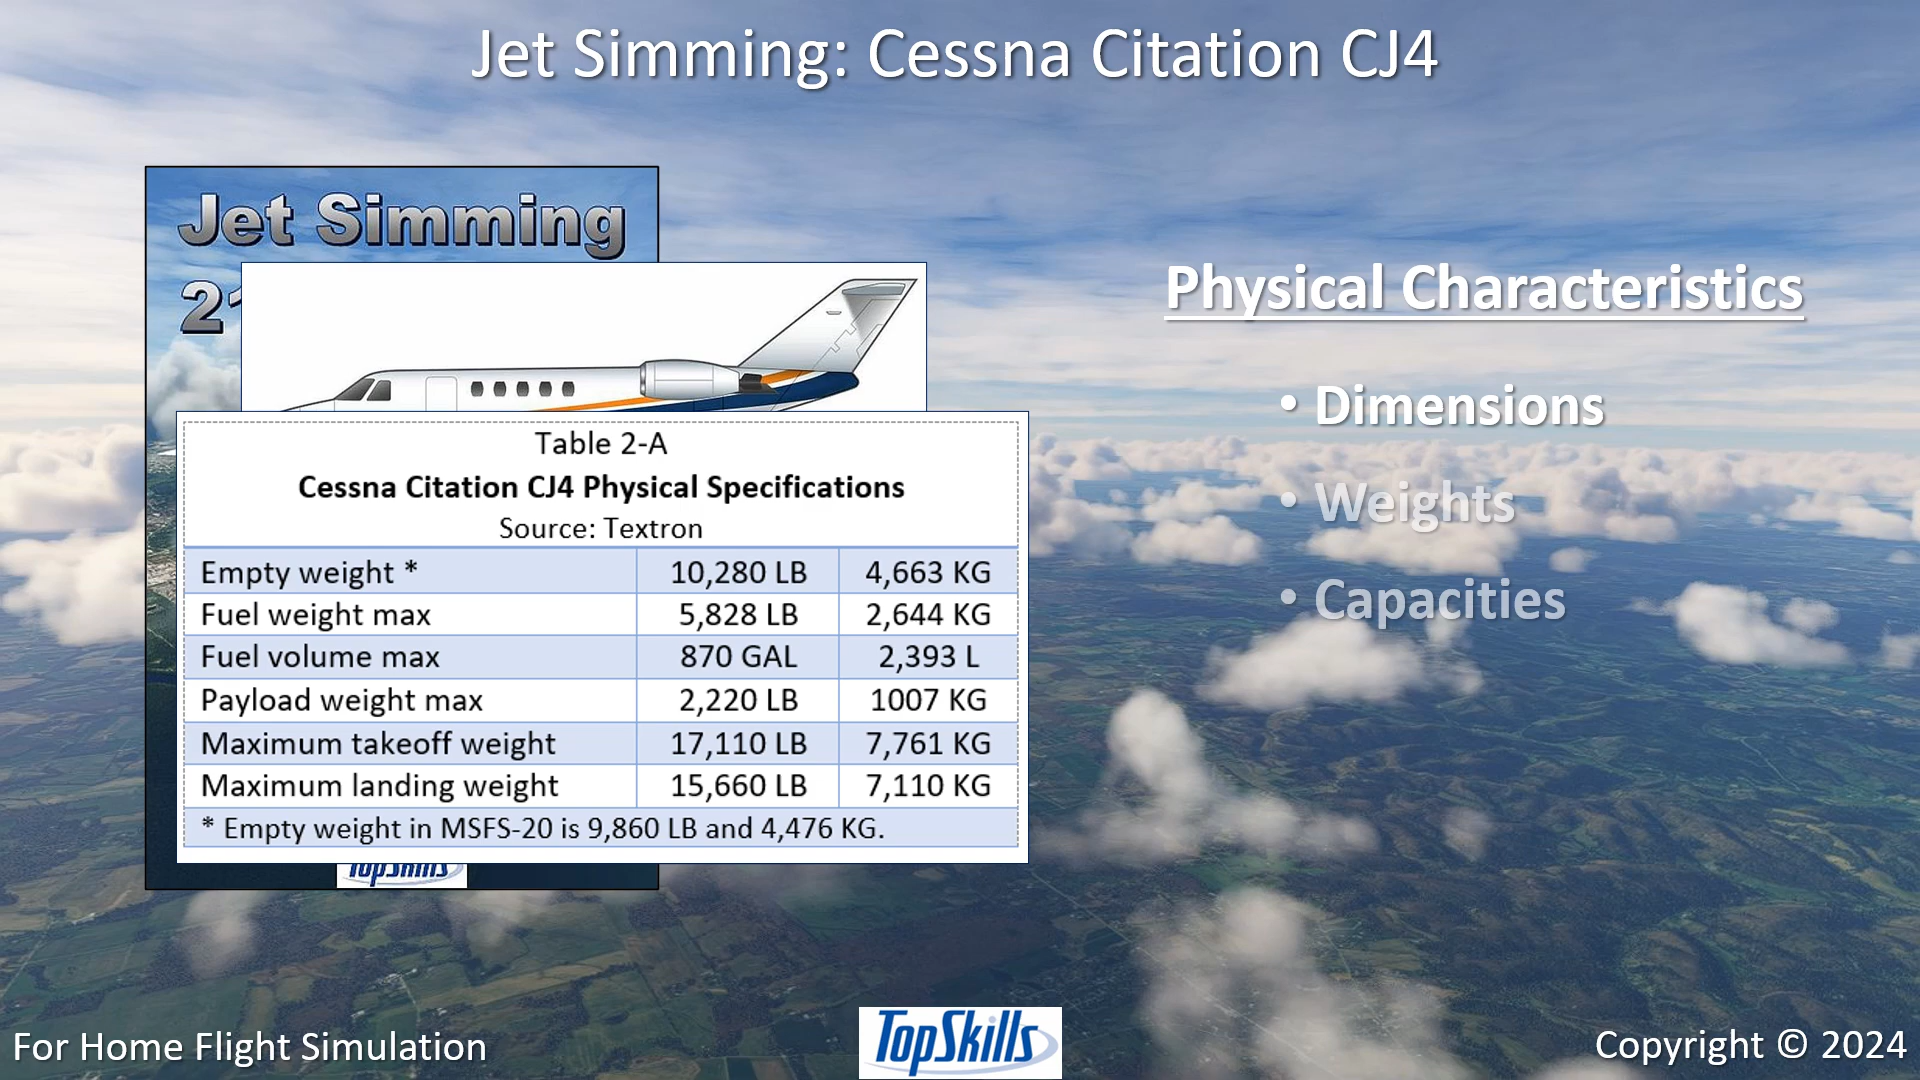 Jet Simming: Cessna Citation CJ4
Jet Simming
Physical Characteristics
• Dimensions
• Weights
• Capacities
Table 2-A
Cessna Citation CJ4 Physical Specifications
Source: Textron
Empty weight * 10,280 LB 4,663 KG
Fuel weight max 5,828 LB 2,644 KG
Fuel volume max 870 GAL 2,393 L
Payload weight max 2,220 LB 1007 KG
Maximum takeoff weight 17,110 LB 7,761 KG
Maximum landing weight 15,660 LB 7,110 KG
* Empty weight in MSFS-20 is 9,860 LB and 4,476 KG.
TopSkills
For Home Flight Simulation
TopSkills
Copyright © 2024